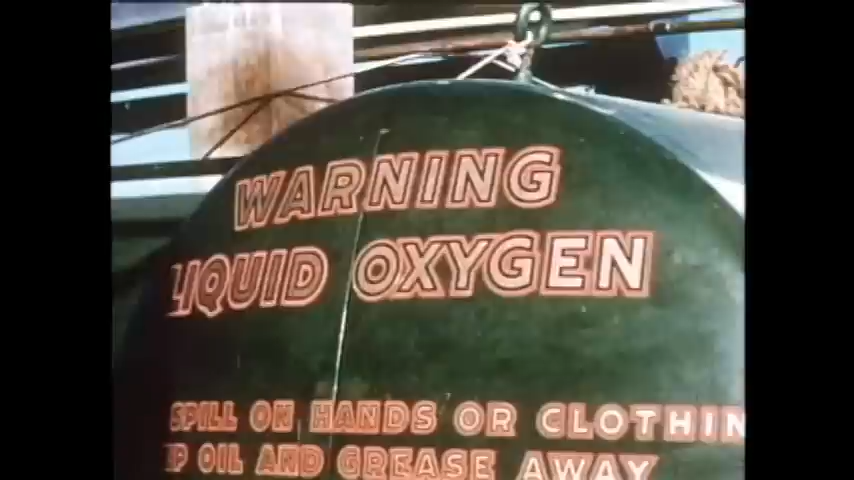 WARNING
LIQUID OXYGEN
SPILL ON HANDS OR CLOTHIN
P OIL AND GREASE AWAY